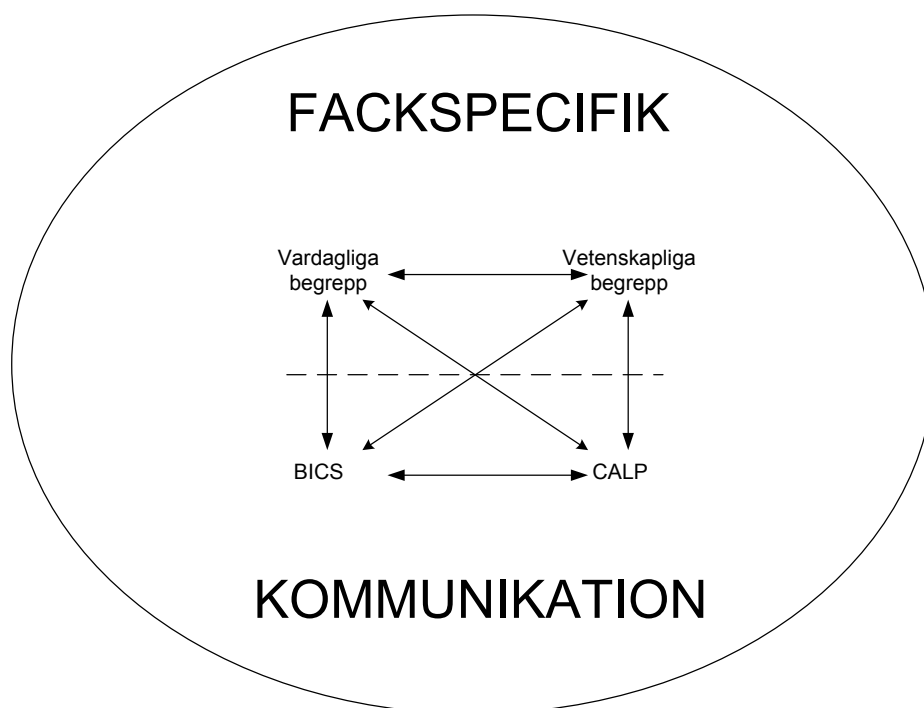 FACKSPECIFIK
Vardagliga
begrepp
Vetenskapliga
begrepp
BICS
CALP
KOMMUNIKATION